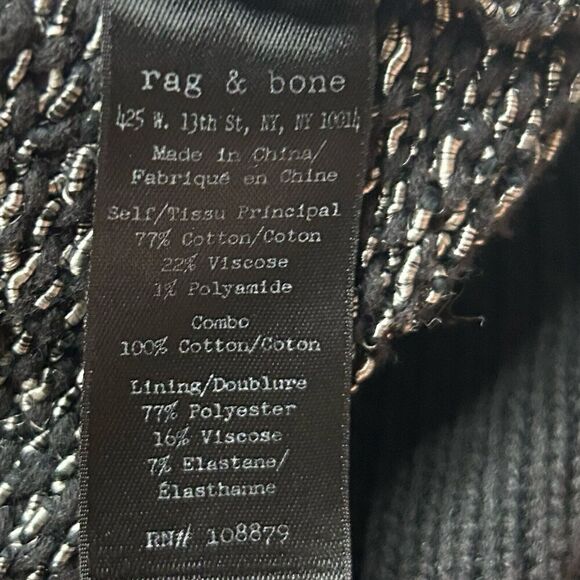 rag & bone
425 W. 13th St, NY, NY 10014
Made in China/
Fabriqué en Chine
Self/Tissu Principal
77% Cotton/Coton
22% Viscose
1% Polyamide
Combo
100% Cotton/Coton
Lining/Doublure
77% Polyester
16% Viscose
7% Elastane/
Élasthanne
RN# 108879